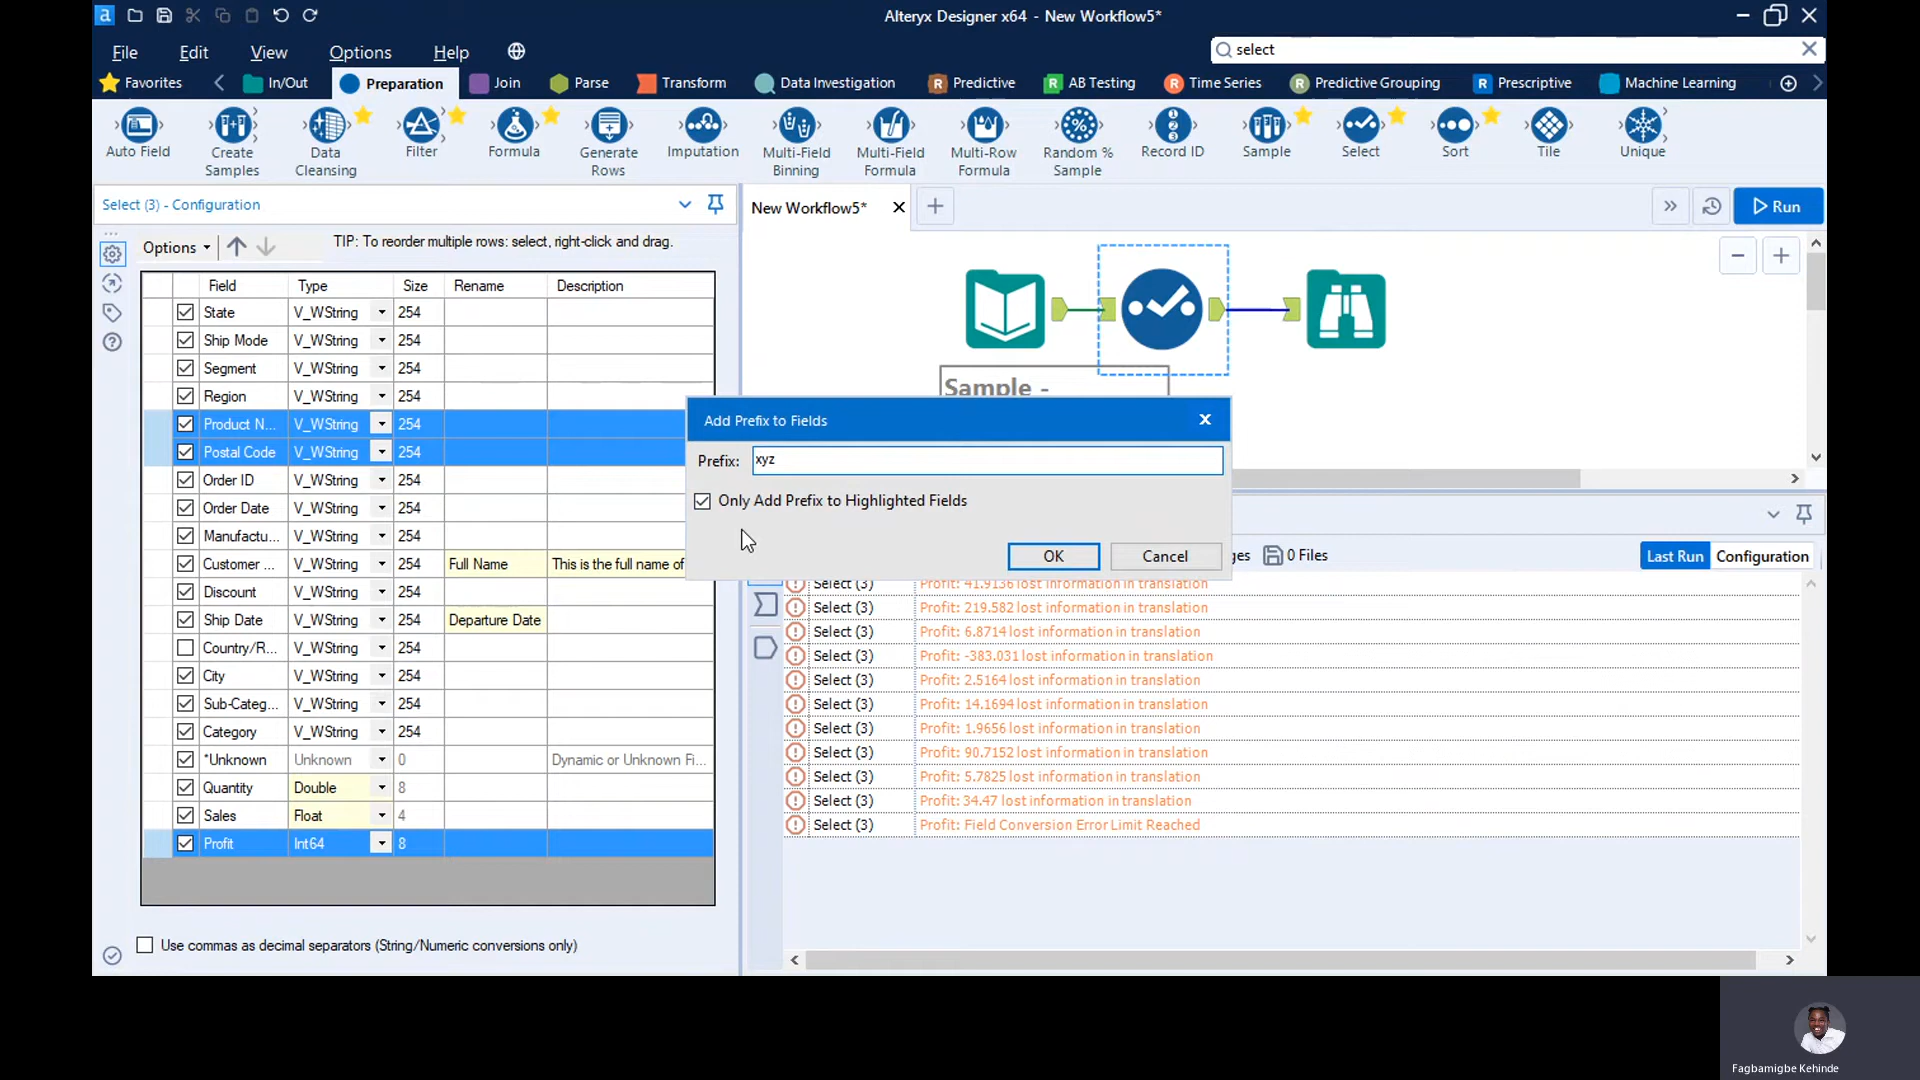 a
Alteryx Designer x64 - New Workflow5*
File Edit View Options Help
select
Favorites In/Out Preparation Join Parse Transform Data Investigation R Predictive R AB Testing R Time Series R Predictive Grouping R Prescriptive Machine Learning
Auto Field
Create Samples
Data Cleansing
Filter
Formula
Generate Rows
Imputation
Multi-Field Binning
Multi-Field Formula
Multi-Row Formula
Random % Sample
Record ID
Sample
Select
Sort
Tile
Unique
Select (3) - Configuration
New Workflow5*
Run
Options
TIP: To reorder multiple rows: select, right-click and drag.
Field Type Size Rename Description
State V_WString 254
Ship Mode V_WString 254
Segment V_WString 254
Region V_WString 254
Product N... V_WString 254
Postal Code V_WString 254
Order ID V_WString 254
Order Date V_WString 254
Manufactu... V_WString 254
Customer ... V_WString 254 Full Name This is the full name of
Discount V_WString 254
Ship Date V_WString 254 Departure Date
Country/R... V_WString 254
City V_WString 254
Sub-Categ... V_WString 254
Category V_WString 254
*Unknown Unknown 0 Dynamic or Unknown Fi...
Quantity Double 8
Sales Float 4
Profit Int64 8
Use commas as decimal separators (String/Numeric conversions only)
Sample -
Add Prefix to Fields
Prefix: xyz
Only Add Prefix to Highlighted Fields
OK Cancel
ges 0 Files
Last Run Configuration
Select (3) Profit: 41.9136 lost information in translation
Select (3) Profit: 219.582 lost information in translation
Select (3) Profit: 6.8714 lost information in translation
Select (3) Profit: -383.031 lost information in translation
Select (3) Profit: 2.5164 lost information in translation
Select (3) Profit: 14.1694 lost information in translation
Select (3) Profit: 1.9656 lost information in translation
Select (3) Profit: 90.7152 lost information in translation
Select (3) Profit: 5.7825 lost information in translation
Select (3) Profit: 34.47 lost information in translation
Select (3) Profit: Field Conversion Error Limit Reached
Fagbamigbe Kehinde